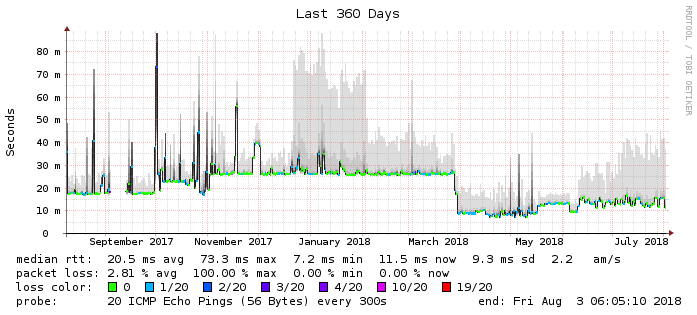 Last 360 Days
RRDTOOL / TOBI OETIKER
Seconds
80 m
70 m
60 m
50 m
40 m
30 m
20 m
10 m
0
September 2017 November 2017 January 2018 March 2018 May 2018 July 2018
median rtt: 20.5 ms avg 73.3 ms max 7.2 ms min 11.5 ms now 9.3 ms sd 2.2 am/s
packet loss: 2.81 % avg 100.00 % max 0.00 % min 0.00 % now
loss color: 0 1/20 2/20 3/20 4/20 10/20 19/20
probe: 20 ICMP Echo Pings (56 Bytes) every 300s end: Fri Aug 3 06:05:10 2018